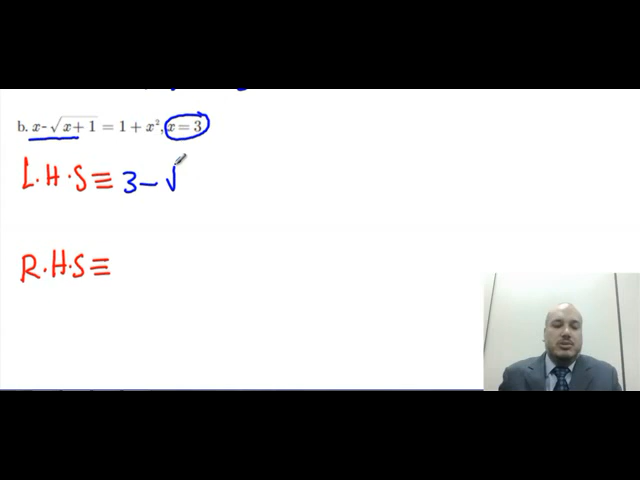 b. x-√x+1 = 1 + x², x = 3
L.H.S ≡ 3 – √
R.H.S ≡